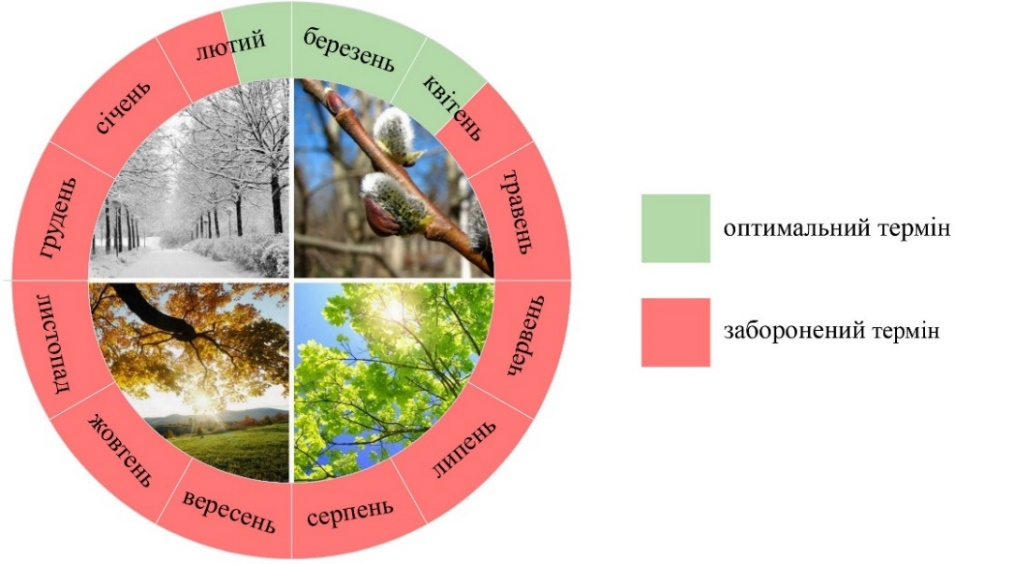 лютий
березень
квітень
травень
червень
липень
серпень
вересень
жовтень
листопад
грудень
січень
оптимальний термін
заборонений термін